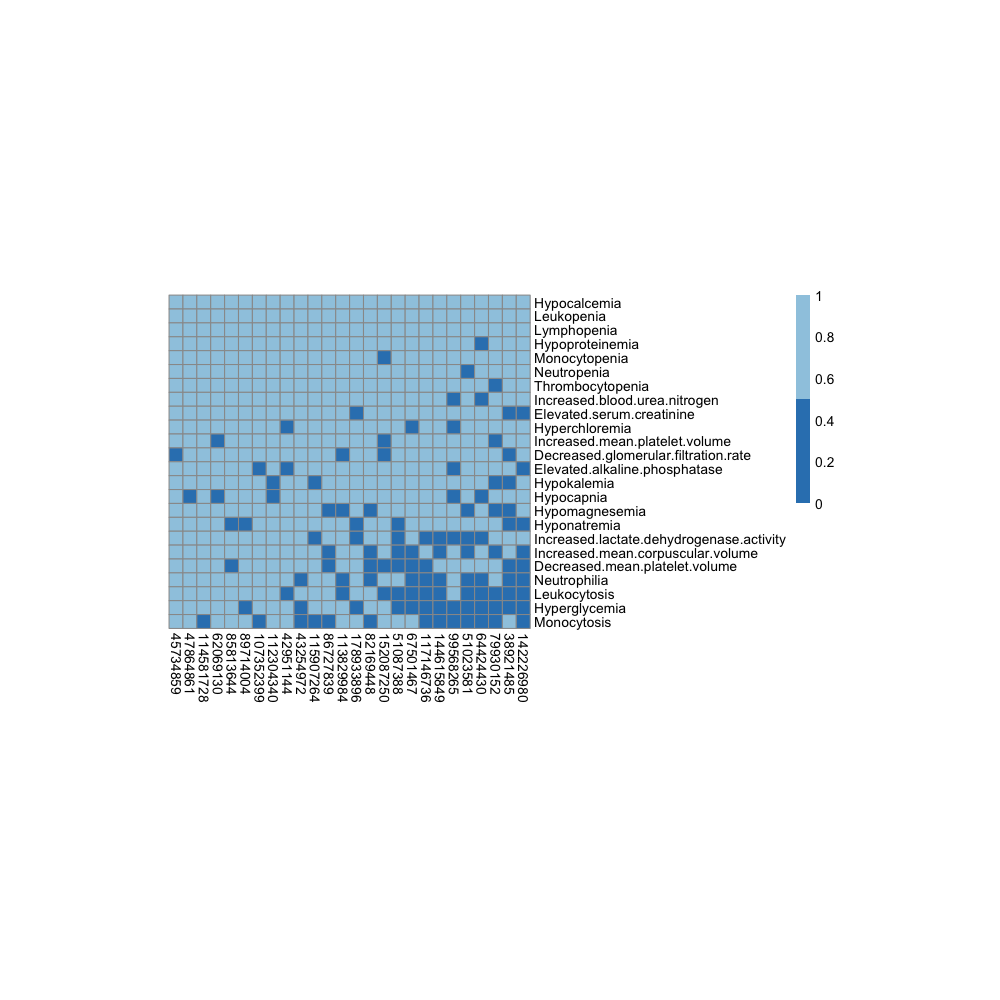 Hypocalcemia
Leukopenia
Lymphopenia
Hypoproteinemia
Monocytopenia
Neutropenia
Thrombocytopenia
Increased.blood.urea.nitrogen
Elevated.serum.creatinine
Hyperchloremia
Increased.mean.platelet.volume
Decreased.glomerular.filtration.rate
Elevated.alkaline.phosphatase
Hypokalemia
Hypocapnia
Hypomagnesemia
Hyponatremia
Increased.lactate.dehydrogenase.activity
Increased.mean.corpuscular.volume
Decreased.mean.platelet.volume
Neutrophilia
Leukocytosis
Hyperglycemia
Monocytosis
1
0.8
0.6
0.4
0.2
0
45734859
47864861
114581728
62069130
85813644
89714004
107352399
112304340
42951144
43254972
115907264
86727839
113829984
178933896
82169448
152087250
51087388
67501467
117146736
144615849
99568265
51023581
64424430
79930152
38921485
142226980